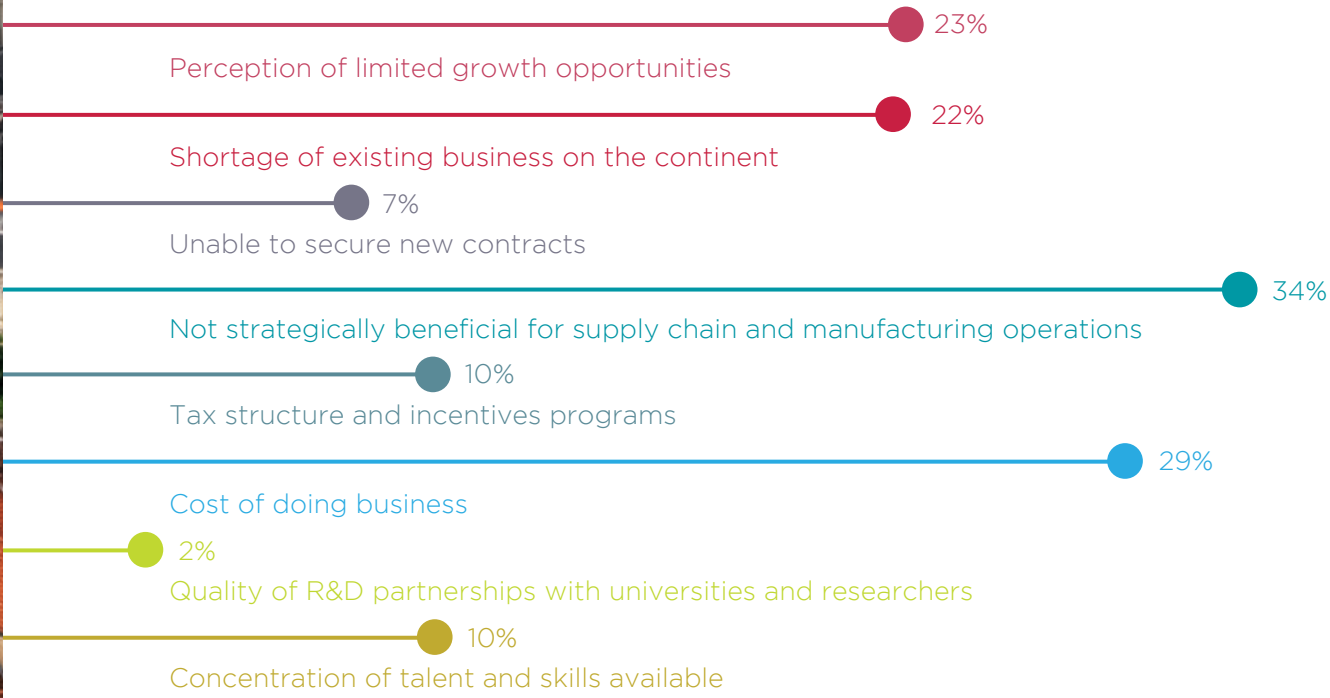 23%
Perception of limited growth opportunities
22%
Shortage of existing business on the continent
7%
Unable to secure new contracts
34%
Not strategically beneficial for supply chain and manufacturing operations
10%
Tax structure and incentives programs
29%
Cost of doing business
2%
Quality of R&D partnerships with universities and researchers
10%
Concentration of talent and skills available